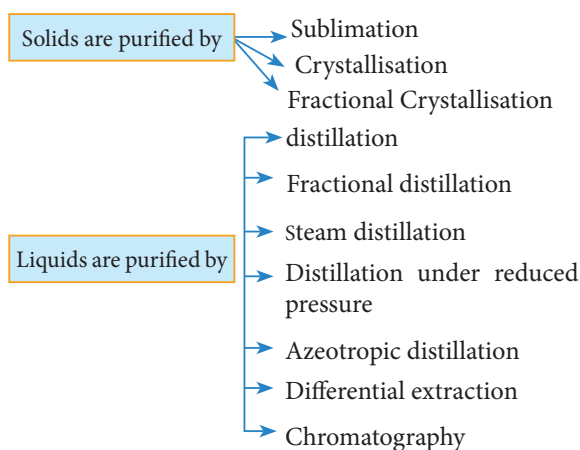 Solids are purified by
Sublimation
Crystallisation
Fractional Crystallisation
Liquids are purified by
distillation
Fractional distillation
Steam distillation
Distillation under reduced
pressure
Azeotropic distillation
Differential extraction
Chromatography